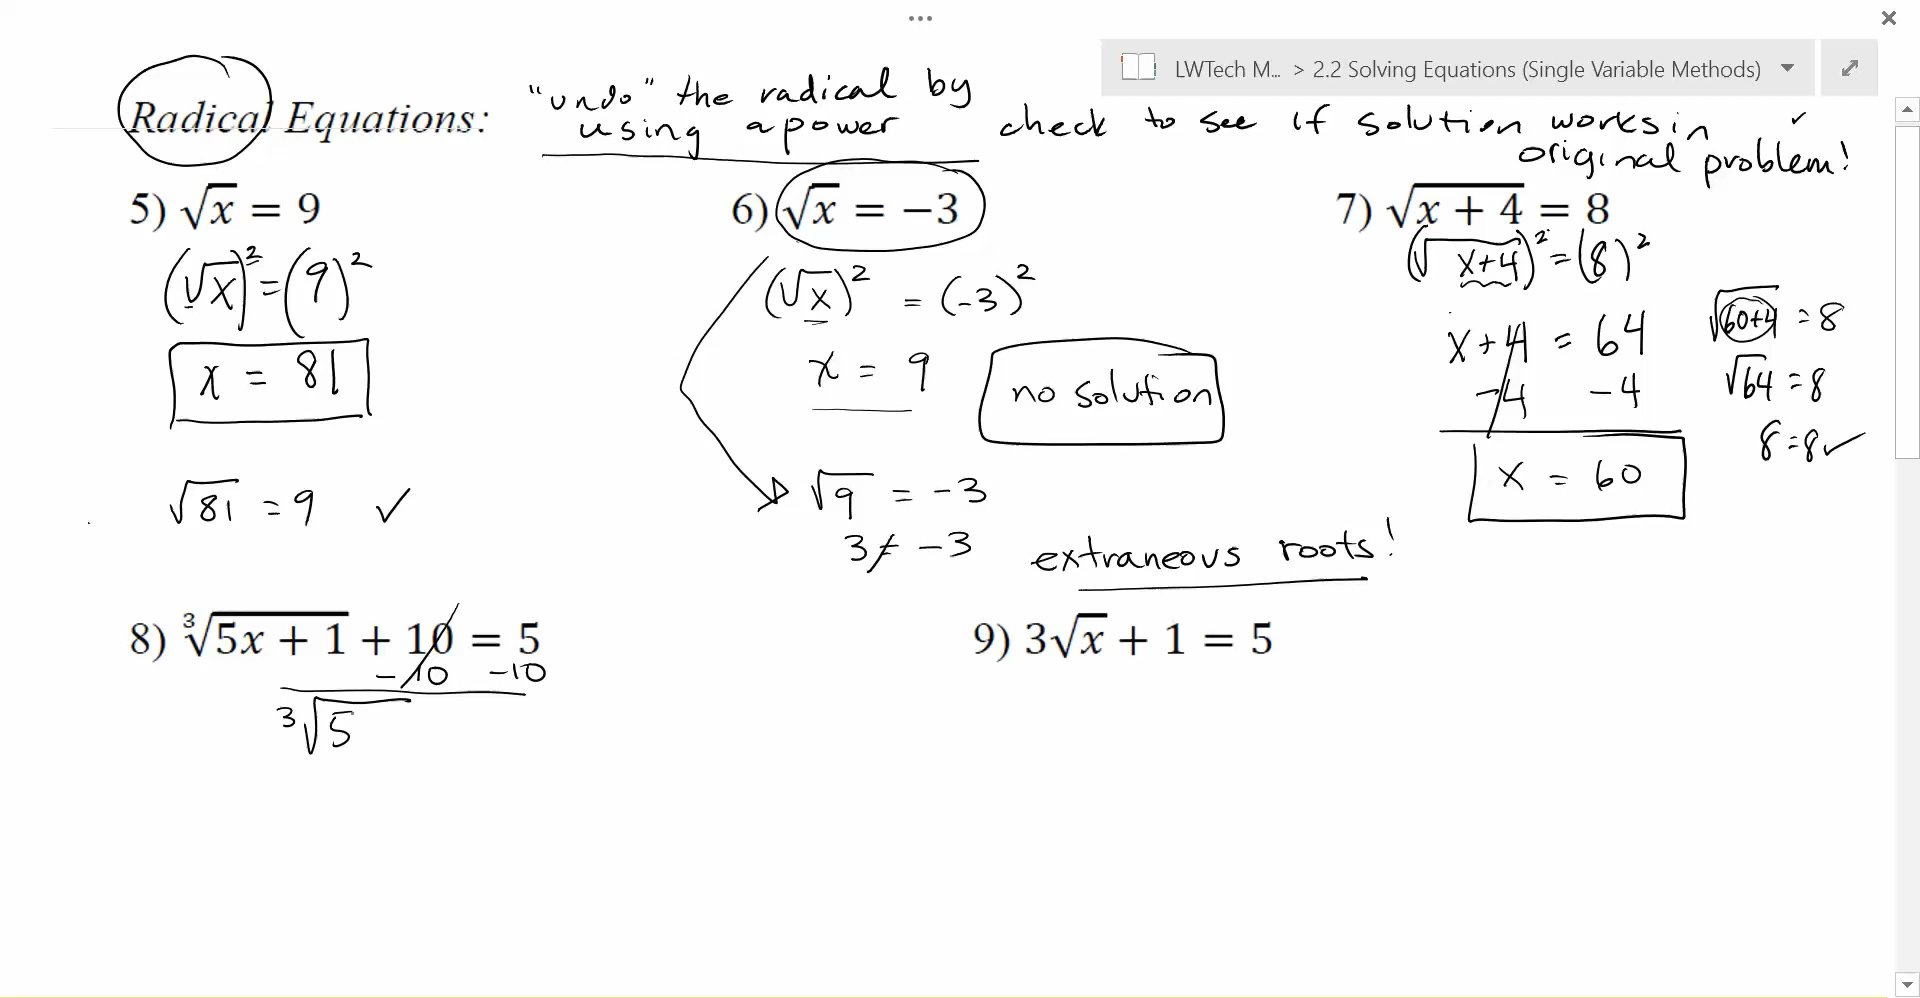 LWTech M... > 2.2 Solving Equations (Single Variable Methods)
Radical Equations:
"undo" the radical by
using a power
check to see if solution works in ✓
original problem!
5) √x = 9
(√x)² = (9)²
x = 81
√81 = 9 ✓
6) √x = −3
(√x)² = (-3)²
x = 9
no solution
√9 = -3
3 ≠ -3
extraneous roots!
7) √(x + 4) = 8
(√(x+4))² = (8)²
x + 4 = 64
-4 -4
x = 60
√(60+4) = 8
√64 = 8
8 = 8 ✓
8) ³√(5x + 1) + 10 = 5
-10 -10
³√5
9) 3√x + 1 = 5